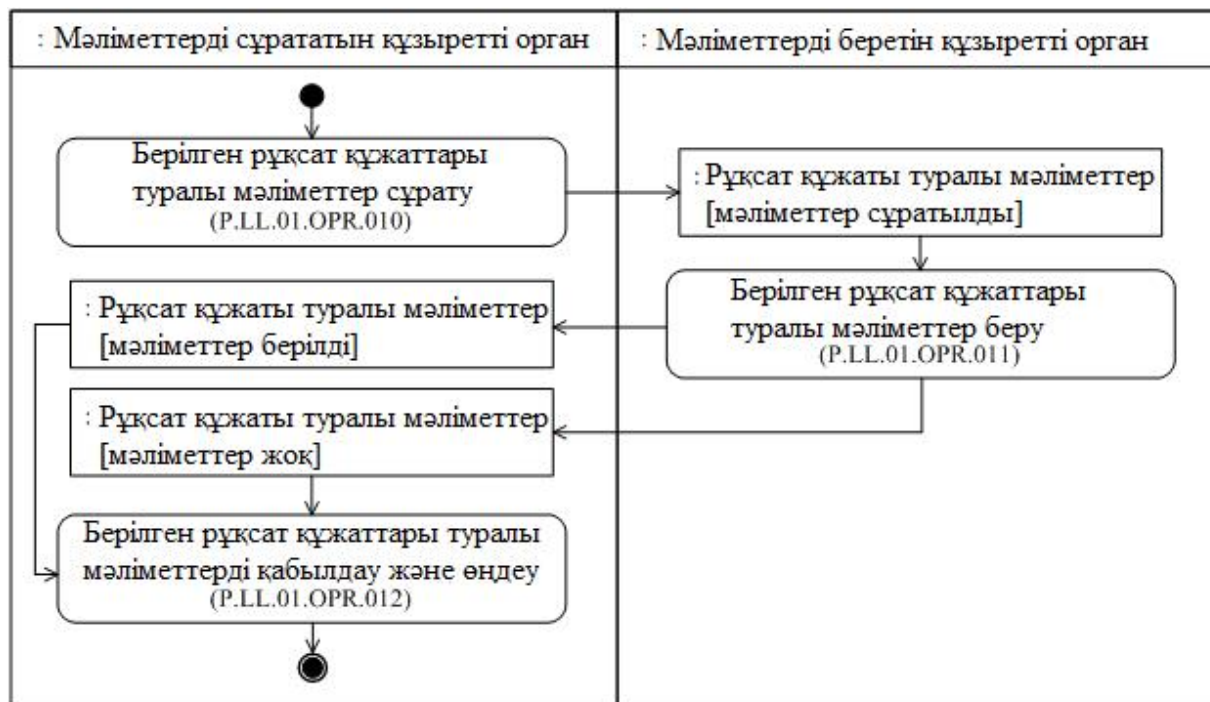 : Мәліметтерді сұрататын құзыретті орган
: Мәліметтерді беретін құзыретті орган
Берілген рұқсат құжаттары
туралы мәліметтер сұрату
(P.LL.01.OPR.010)
: Рұқсат құжаты туралы мәліметтер
[мәліметтер сұратылды]
Берілген рұқсат құжаттары
туралы мәліметтер беру
(P.LL.01.OPR.011)
: Рұқсат құжаты туралы мәліметтер
[мәліметтер берілді]
: Рұқсат құжаты туралы мәліметтер
[мәліметтер жоқ]
Берілген рұқсат құжаттары туралы
мәліметтерді қабылдау және өңдеу
(P.LL.01.OPR.012)